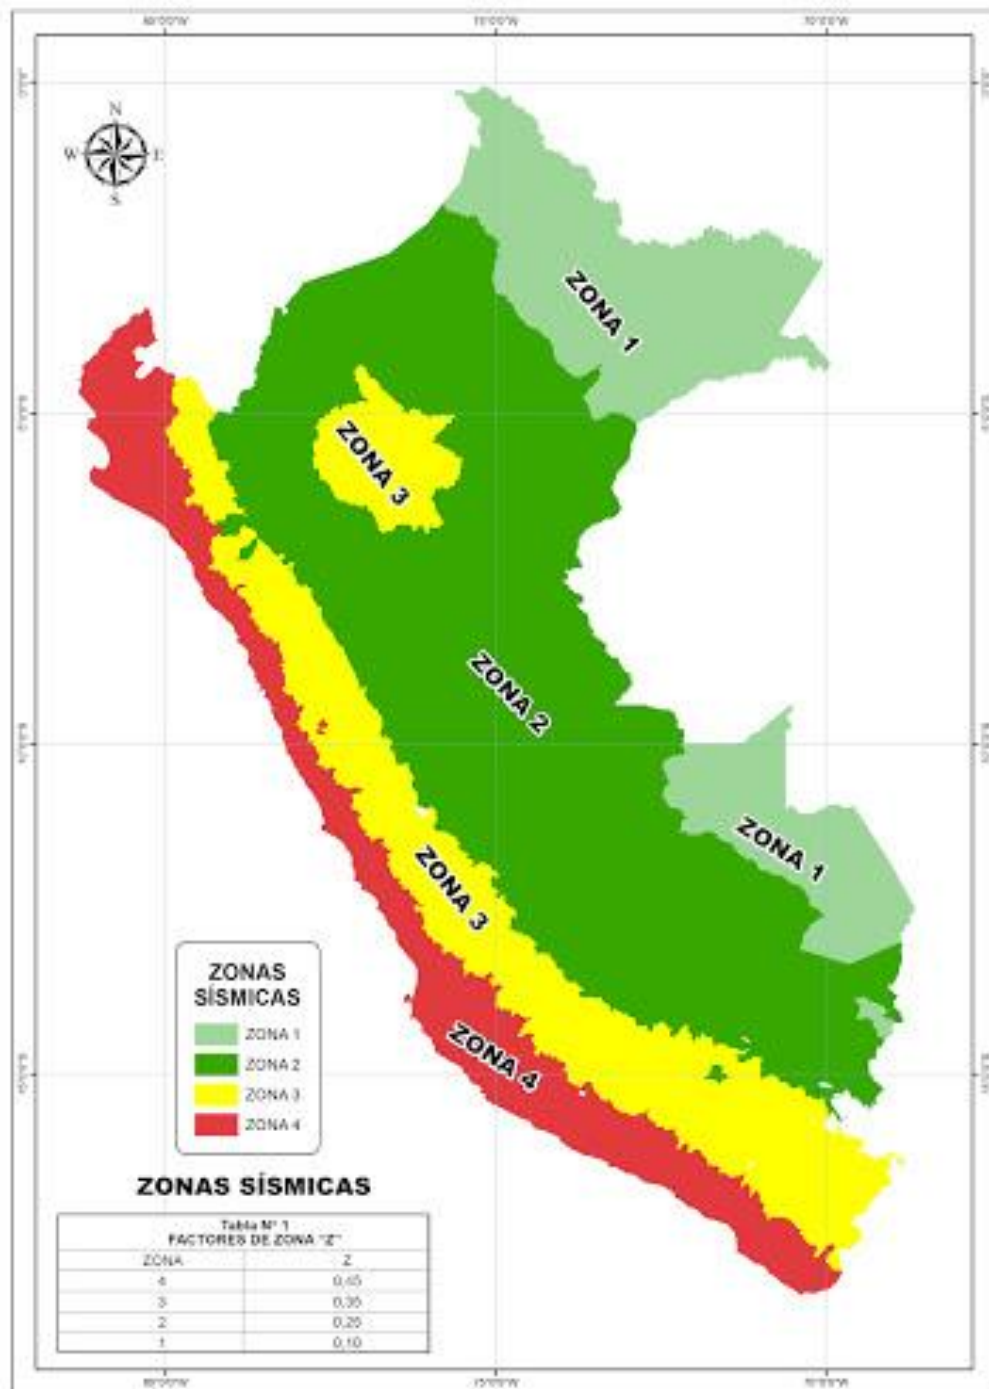 N
W E
S
ZONA 1
ZONA 3
ZONA 2
ZONA 1
ZONA 3
ZONA 4
ZONAS
SÍSMICAS
ZONA 1
ZONA 2
ZONA 3
ZONA 4
ZONAS SÍSMICAS
Tabla N° 1
FACTORES DE ZONA "Z"
ZONA Z
4 0,45
3 0,35
2 0,25
1 0,10